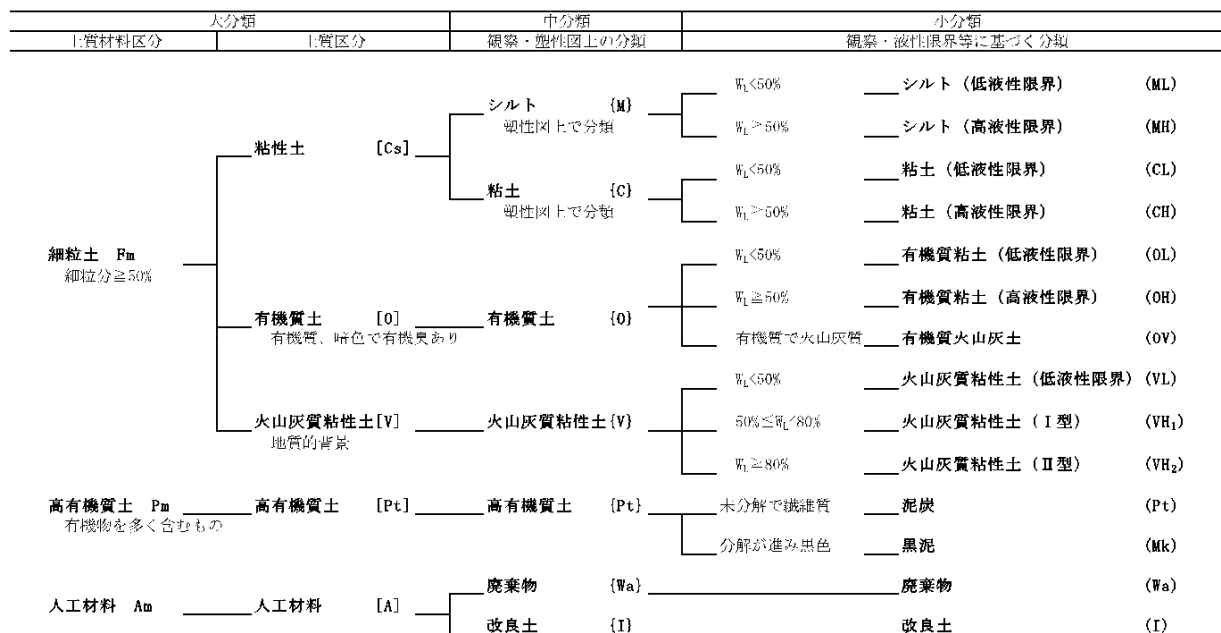 大分類 中分類 小分類
土質材料区分 土質区分 観察・塑性図上の分類 観察・液性限界等に基づく分類
W_L<50% シルト（低液性限界） (ML)
シルト {M}
塑性図上で分類
W_L≧50% シルト（高液性限界） (MH)
粘性土 [Cs]
W_L<50% 粘土（低液性限界） (CL)
粘土 {C}
塑性図上で分類
W_L≧50% 粘土（高液性限界） (CH)
細粒土 Fm
細粒分≧50%
W_L<50% 有機質粘土（低液性限界） (OL)
W_L≧50% 有機質粘土（高液性限界） (OH)
有機質土 [O] 有機質土 {O}
有機質、暗色で有機臭あり
有機質で火山灰質 有機質火山灰土 (OV)
W_L<50% 火山灰質粘性土（低液性限界） (VL)
火山灰質粘性土[V] 火山灰質粘性土{V} 50%≦W_L<80% 火山灰質粘性土（Ⅰ型） (VH₁)
地質的背景
W_L≧80% 火山灰質粘性土（Ⅱ型） (VH₂)
高有機質土 Pm 高有機質土 [Pt] 高有機質土 {Pt} 未分解で繊維質 泥炭 (Pt)
有機物を多く含むもの
分解が進み黒色 黒泥 (Mk)
廃棄物 {Wa} 廃棄物 (Wa)
人工材料 Am 人工材料 [A]
改良土 {I} 改良土 (I)